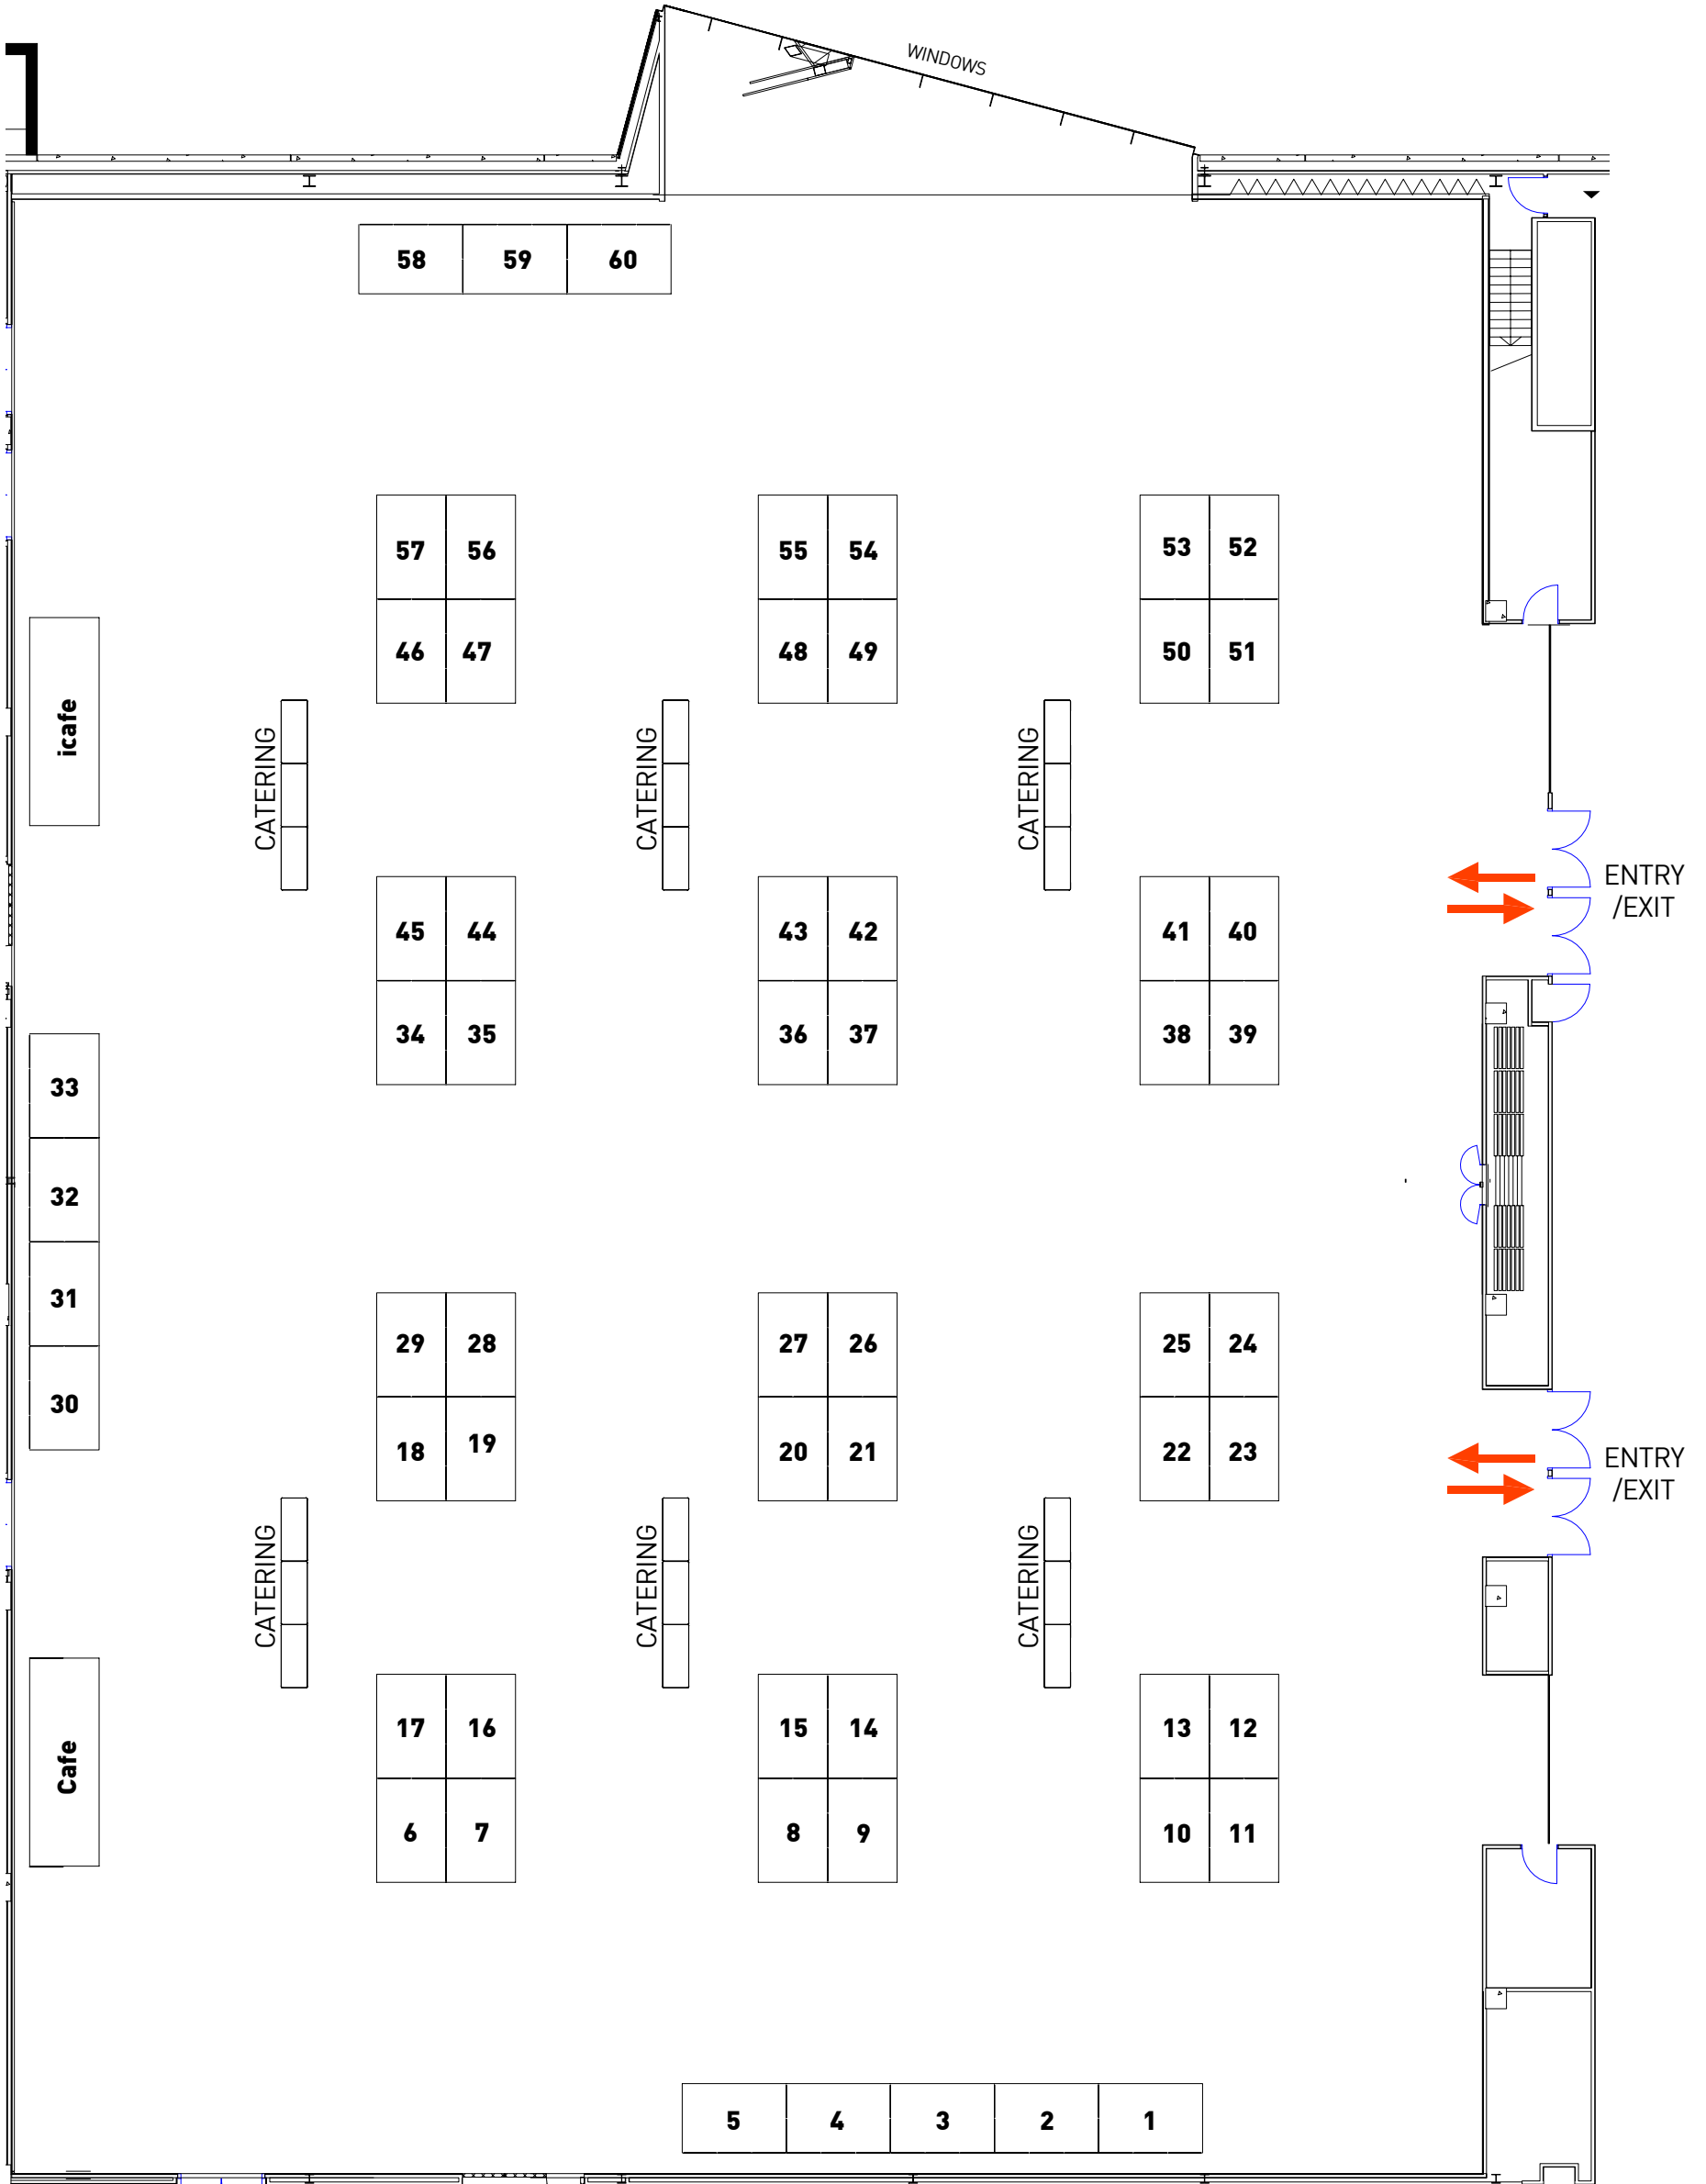 WINDOWS
58 59 60
57 56 55 54 53 52
46 47 48 49 50 51
icafe
CATERING CATERING CATERING
ENTRY
/EXIT
45 44 43 42 41 40
34 35 36 37 38 39
33
32
31
30
29 28 27 26 25 24
18 19 20 21 22 23
ENTRY
/EXIT
CATERING CATERING CATERING
Cafe
17 16 15 14 13 12
6 7 8 9 10 11
5 4 3 2 1